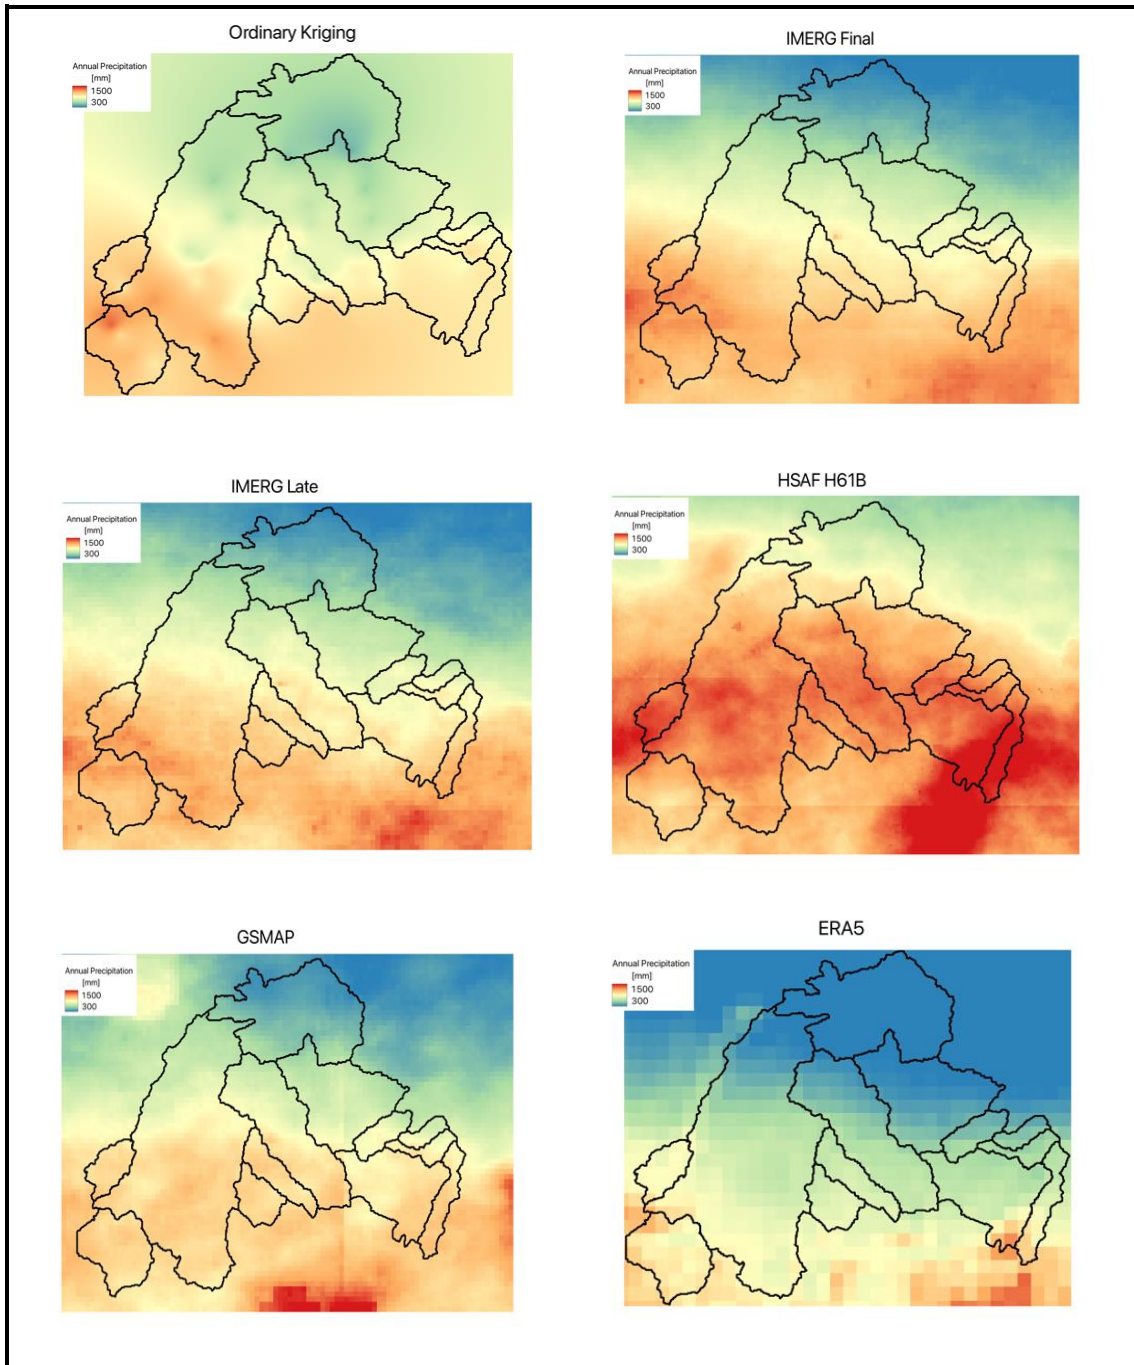 Ordinary Kriging
Annual Precipitation
[mm]
1500
300
IMERG Final
Annual Precipitation
[mm]
1500
300
IMERG Late
Annual Precipitation
[mm]
1500
300
HSAF H61B
Annual Precipitation
[mm]
1500
300
GSMAP
Annual Precipitation
[mm]
1500
300
ERA5
Annual Precipitation
[mm]
1500
300